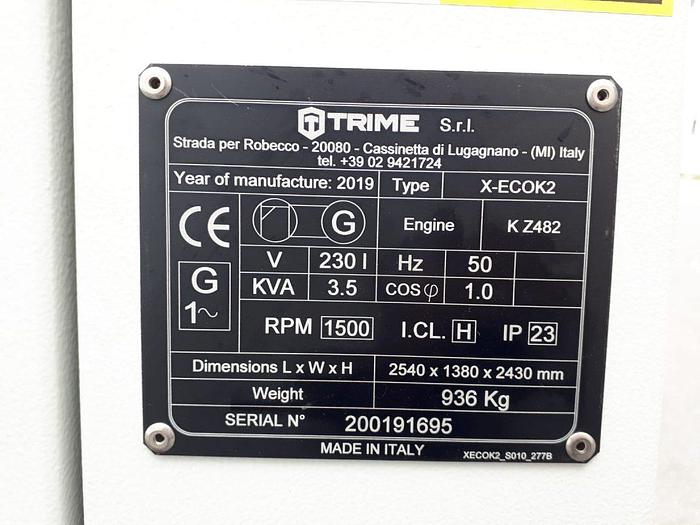 TRIME S.r.l.
Strada per Robecco - 20080 - Cassinetta di Lugagnano - (MI) Italy
tel. +39 02 9421724
Year of manufacture: 2019 Type X-ECOK2
CE G Engine K Z482
V 230 I Hz 50
G KVA 3.5 COS φ 1.0
1~ RPM 1500 I.CL. H IP 23
Dimensions L x W x H 2540 x 1380 x 2430 mm
Weight 936 Kg
SERIAL N° 200191695
MADE IN ITALY XECOK2_S010_277B